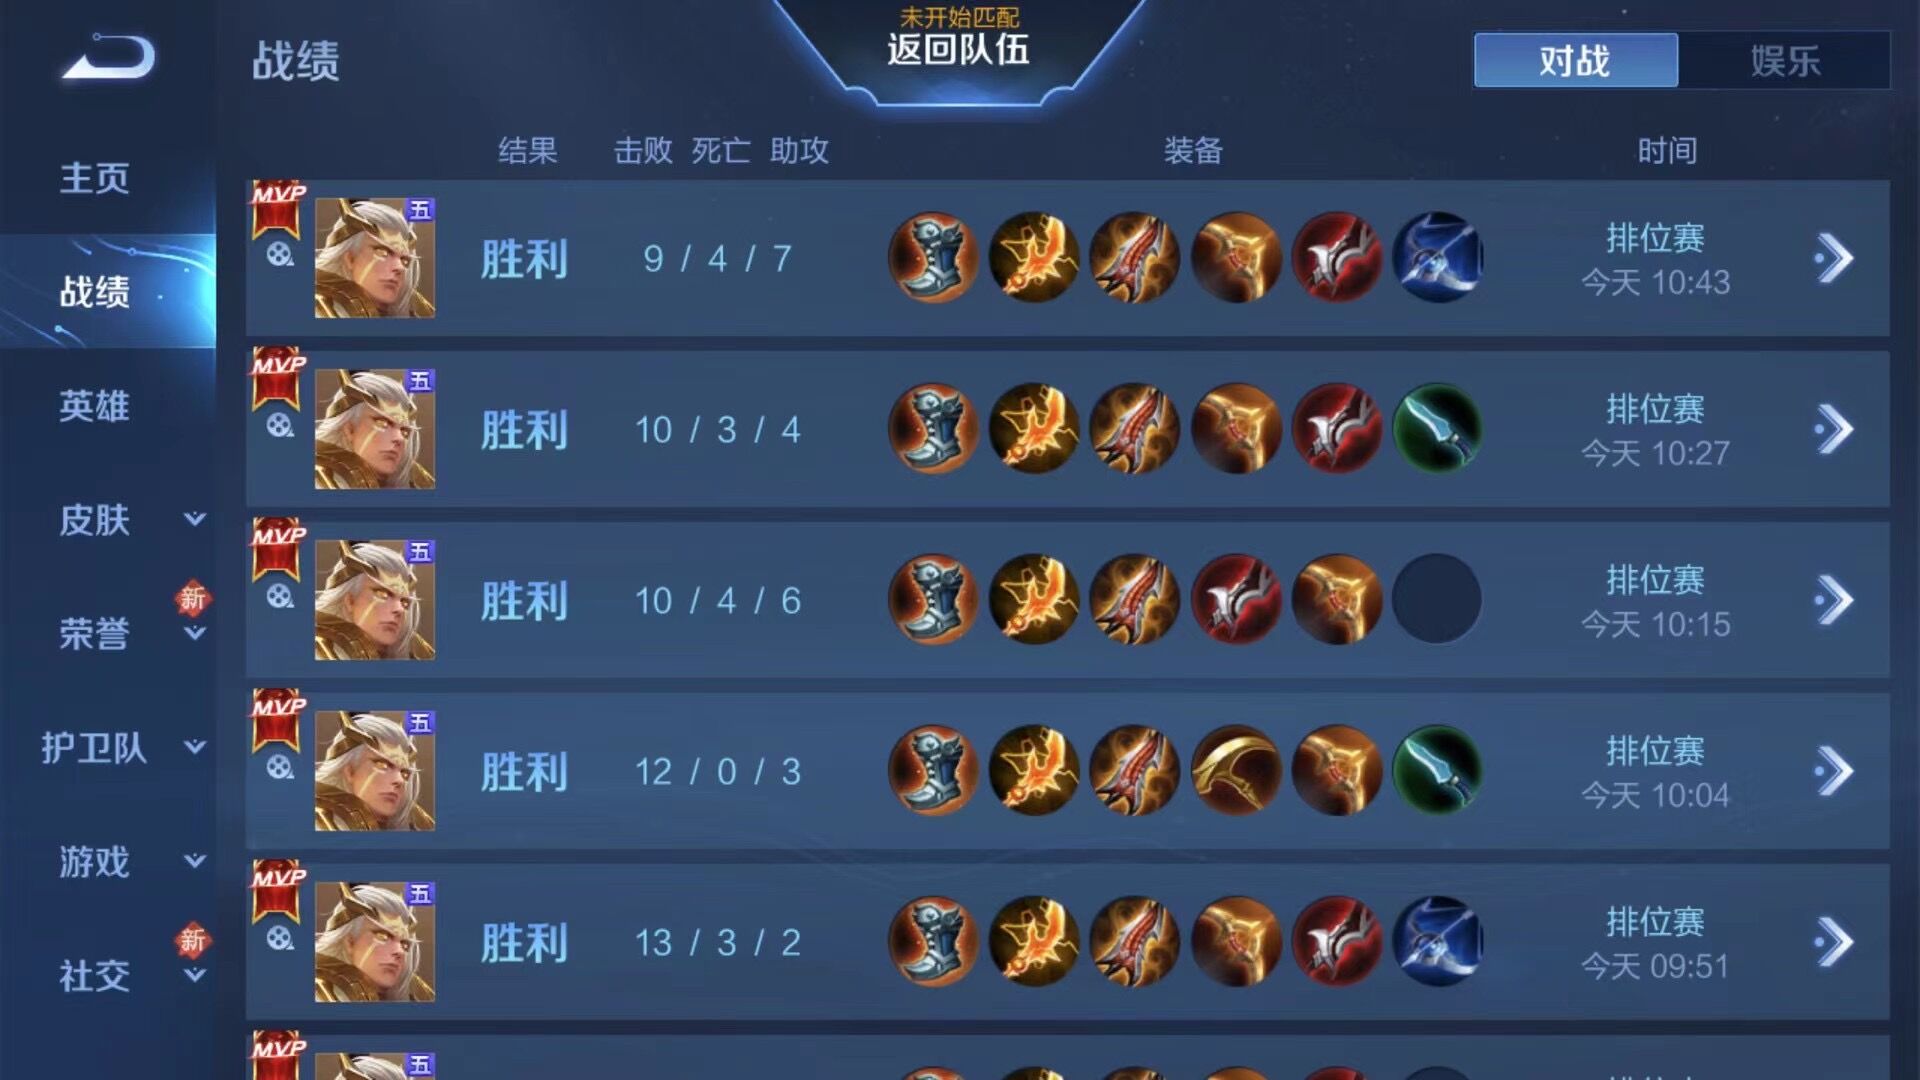 未开始匹配
返回队伍
战绩
对战 娱乐
主页
战绩
英雄
皮肤
新
荣誉
护卫队
游戏
新
社交
结果 击败 死亡 助攻 装备 时间
MVP 五 胜利 9 / 4 / 7 排位赛
今天 10:43
MVP 五 胜利 10 / 3 / 4 排位赛
今天 10:27
MVP 五 胜利 10 / 4 / 6 排位赛
今天 10:15
MVP 五 胜利 12 / 0 / 3 排位赛
今天 10:04
MVP 五 胜利 13 / 3 / 2 排位赛
今天 09:51
MVP 五